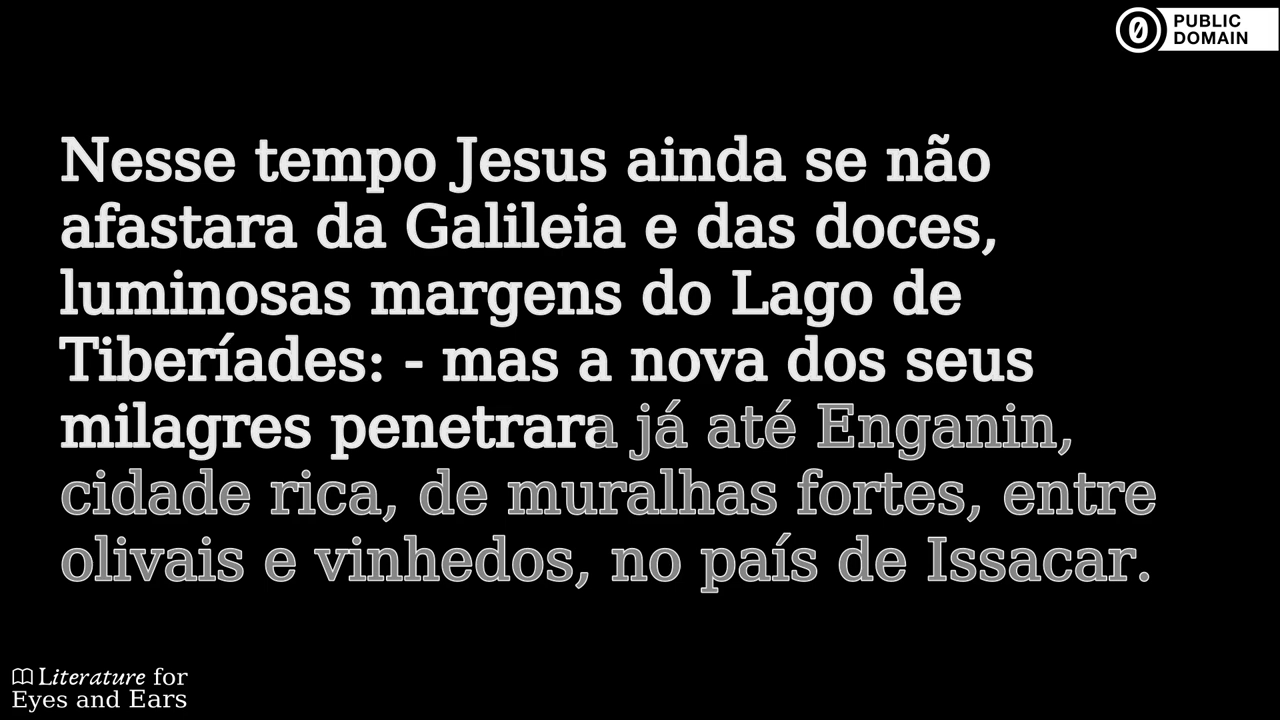 PUBLIC
DOMAIN
Nesse tempo Jesus ainda se não
afastara da Galileia e das doces,
luminosas margens do Lago de
Tiberíades: - mas a nova dos seus
milagres penetrara já até Enganin,
cidade rica, de muralhas fortes, entre
olivais e vinhedos, no país de Issacar.
Literature for
Eyes and Ears